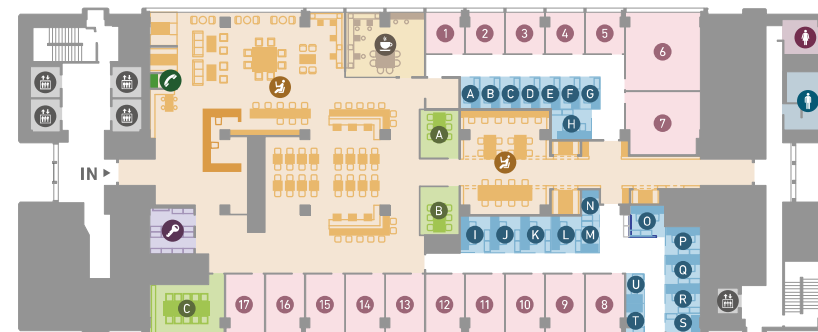 1 2 3 4 5
6
A B C D E F G
7
H
A
IN
B
N
O
I J K L M
P
Q
C
17 16 15 14 13 12 11 10 9 8
U
R
T
S